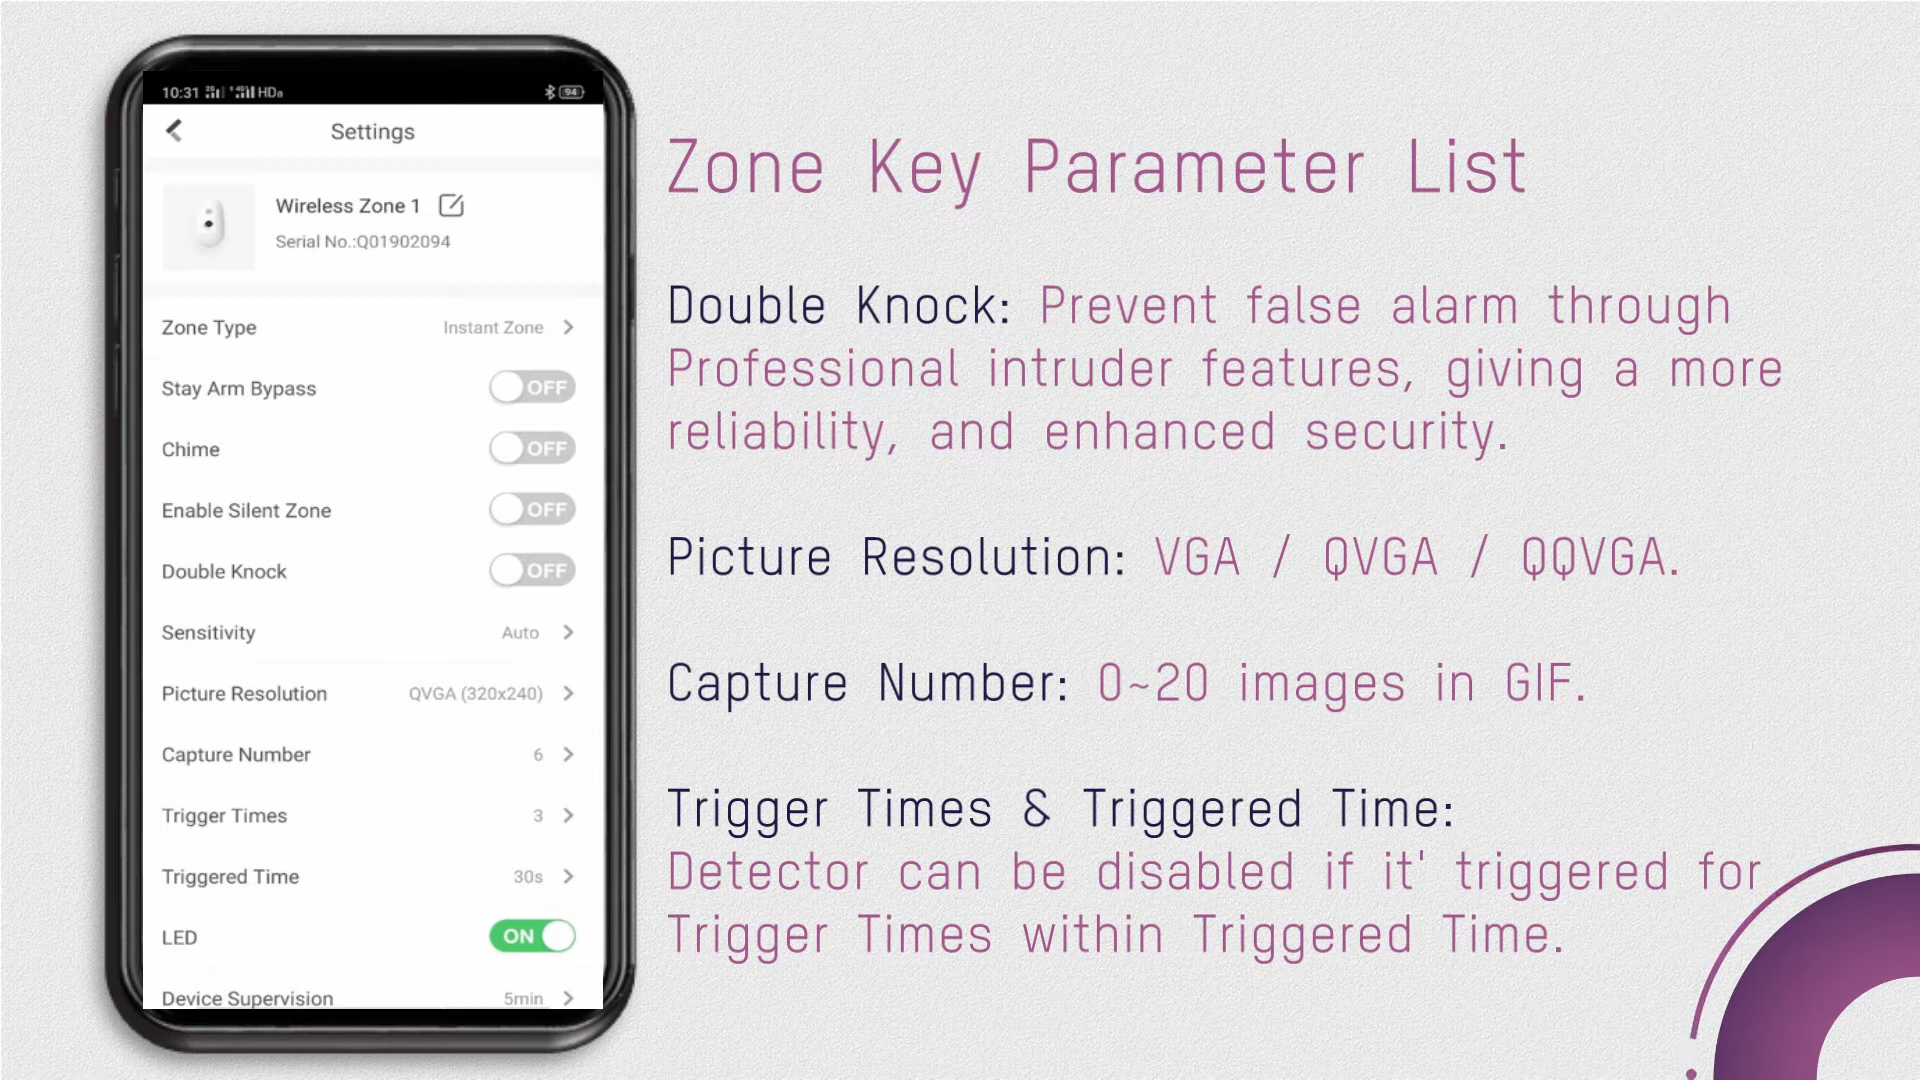 10:31 HD
94
Settings
Wireless Zone 1
Serial No.:Q01902094
Zone Type Instant Zone
Stay Arm Bypass OFF
Chime OFF
Enable Silent Zone OFF
Double Knock OFF
Sensitivity Auto
Picture Resolution QVGA (320x240)
Capture Number 6
Trigger Times 3
Triggered Time 30s
LED ON
Device Supervision 5min
Zone Key Parameter List
Double Knock: Prevent false alarm through
Professional intruder features, giving a more
reliability, and enhanced security.
Picture Resolution: VGA / QVGA / QQVGA.
Capture Number: 0~20 images in GIF.
Trigger Times & Triggered Time:
Detector can be disabled if it' triggered for
Trigger Times within Triggered Time.